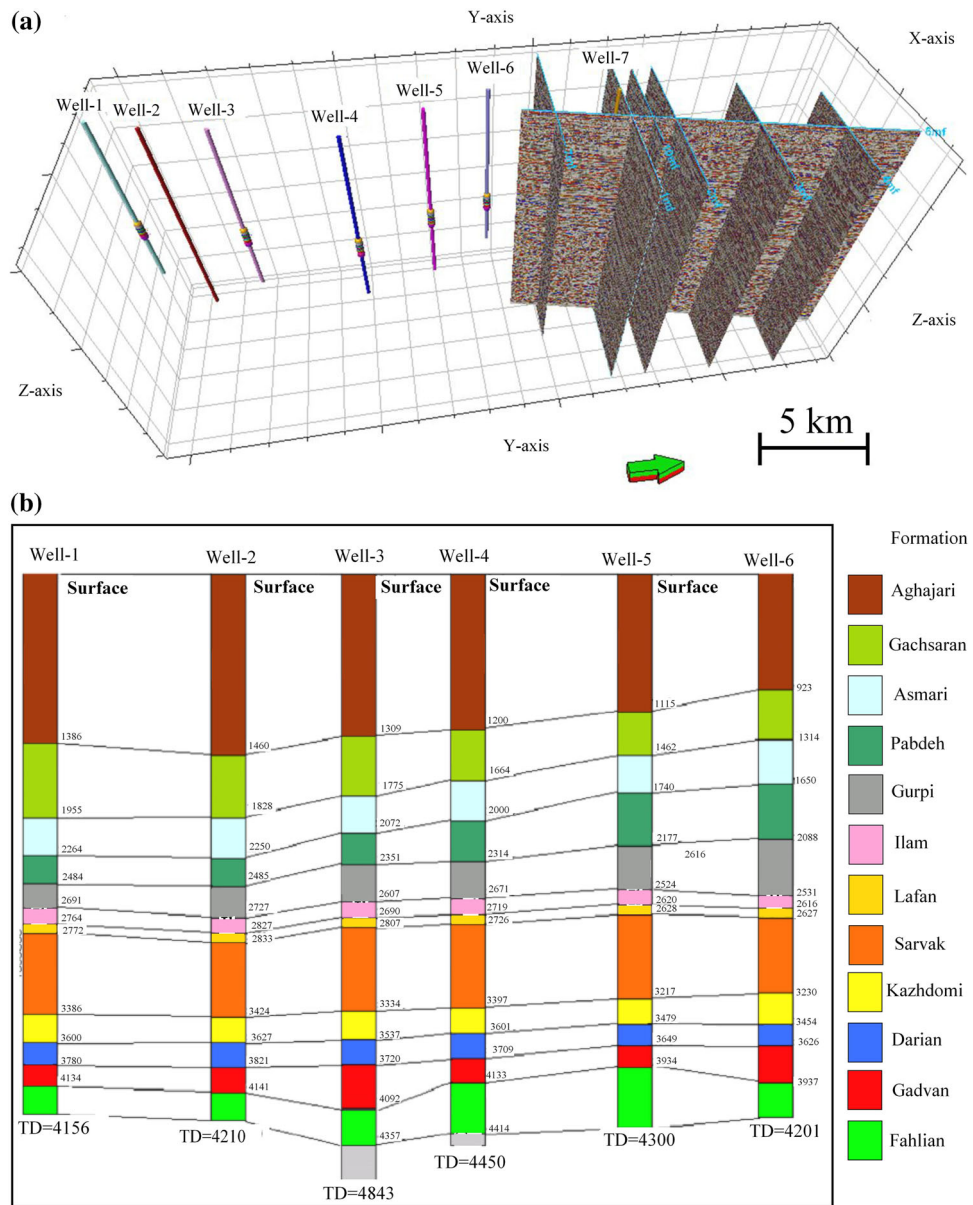 (a)
Y-axis
X-axis
Well-1
Well-2
Well-3
Well-4
Well-5
Well-6
Well-7
6mf
Z-axis
Z-axis
Y-axis
5 km
(b)
Well-1 Well-2 Well-3 Well-4 Well-5 Well-6
Surface Surface Surface Surface Surface
1386
1955
2264
2484
2691
2764
2772
3386
3600
3780
4134
TD=4156
1460
1828
2250
2485
2727
2827
2833
3424
3627
3821
4141
TD=4210
1309
1775
2072
2351
2607
2690
2807
3334
3537
3720
4092
4357
TD=4843
1200
1664
2000
2314
2671
2719
2726
3397
3601
3709
4133
4414
TD=4450
1115
1462
1740
2177
2616
2524
2620
2628
3217
3479
3649
3934
TD=4300
923
1314
1650
2088
2531
2616
2627
3230
3454
3626
3937
TD=4201
Formation
Aghajari
Gachsaran
Asmari
Pabdeh
Gurpi
Ilam
Lafan
Sarvak
Kazhdomi
Darian
Gadvan
Fahlian